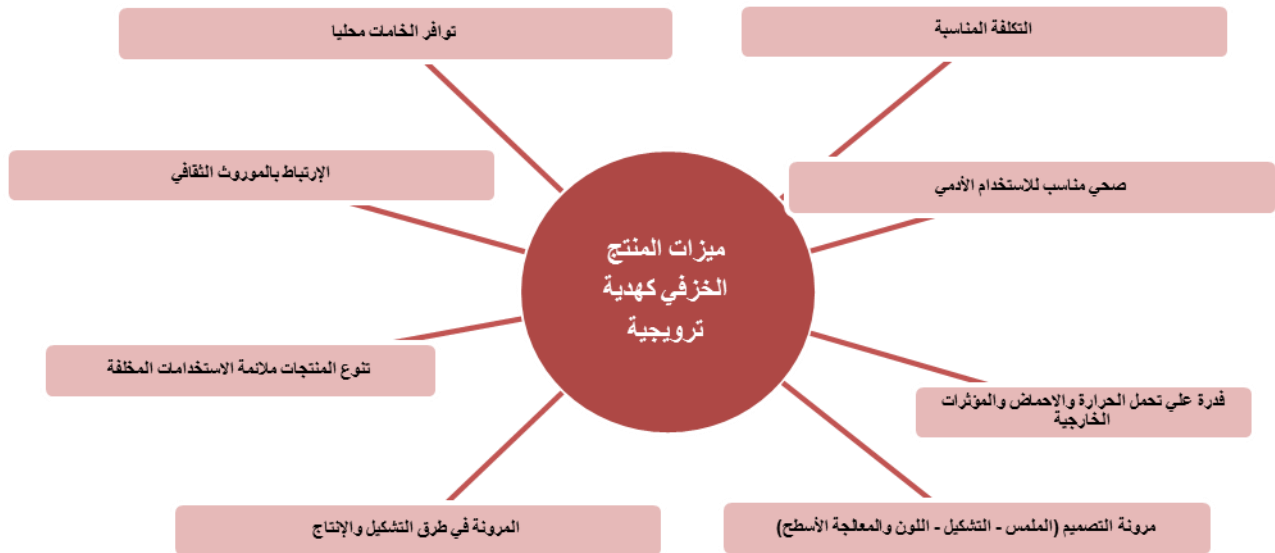 توافر الخامات محليا
التكلفة المناسبة
الإرتباط بالموروث الثقافي
صحي مناسب للاستخدام الأدمي
ميزات المنتج
الخزفي كهدية
ترويجية
تنوع المنتجات ملائمة الاستخدامات المخلفة
قدرة علي تحمل الحرارة والاحماض والمؤثرات
الخارجية
المرونة في طرق التشكيل والإنتاج
مرونة التصميم (الملمس - التشكيل - اللون والمعالجة الأسطح)